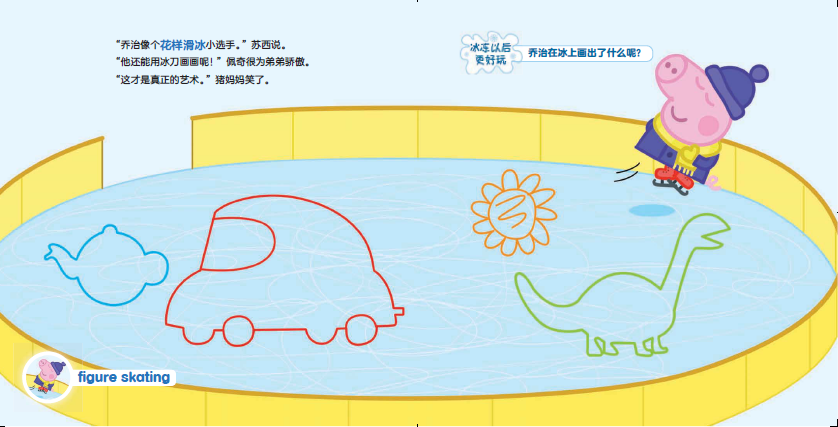 “乔治像个花样滑冰小选手。”苏西说。
“他还能用冰刀画画呢！”佩奇很为弟弟骄傲。
“这才是真正的艺术。”猪妈妈笑了。
冰冻以后
更好玩
乔治在冰上画出了什么呢？
figure skating